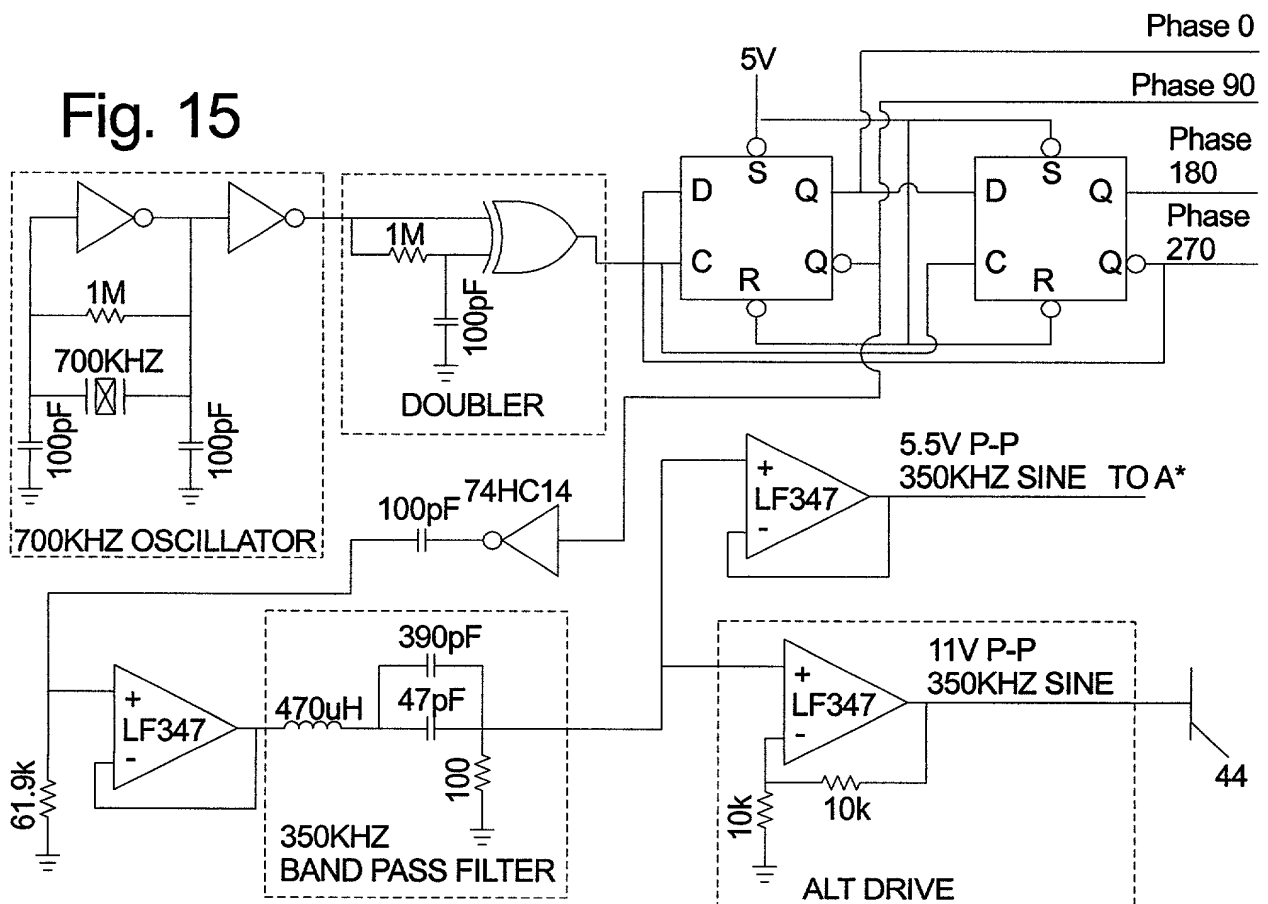 Fig. 15
Phase 0
Phase 90
Phase
180
Phase
270
5V
D
S
Q
C
R
Q
D
S
Q
C
R
Q
1M
700KHZ
100pF
100pF
700KHZ OSCILLATOR
1M
100pF
DOUBLER
100pF
74HC14
+
LF347
-
5.5V P-P
350KHZ SINE TO A*
61.9k
+
LF347
-
470uH
390pF
47pF
100
350KHZ
BAND PASS FILTER
+
LF347
-
11V P-P
350KHZ SINE
10k
10k
ALT DRIVE
44